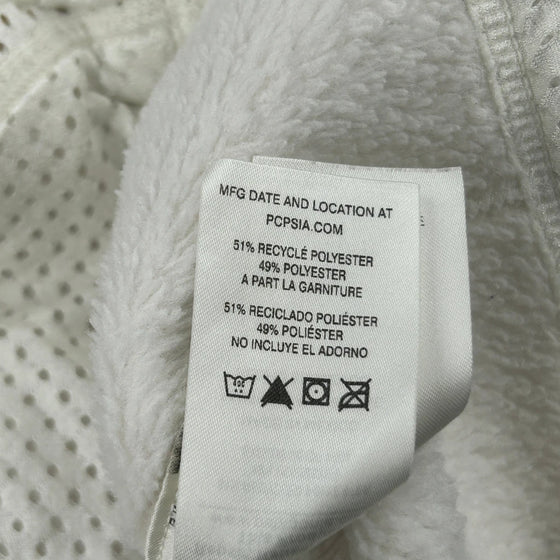 MFG DATE AND LOCATION AT
PCPSIA.COM
51% RECYCLÉ POLYESTER
49% POLYESTER
A PART LA GARNITURE
51% RECICLADO POLIÉSTER
49% POLIÉSTER
NO INCLUYE EL ADORNO